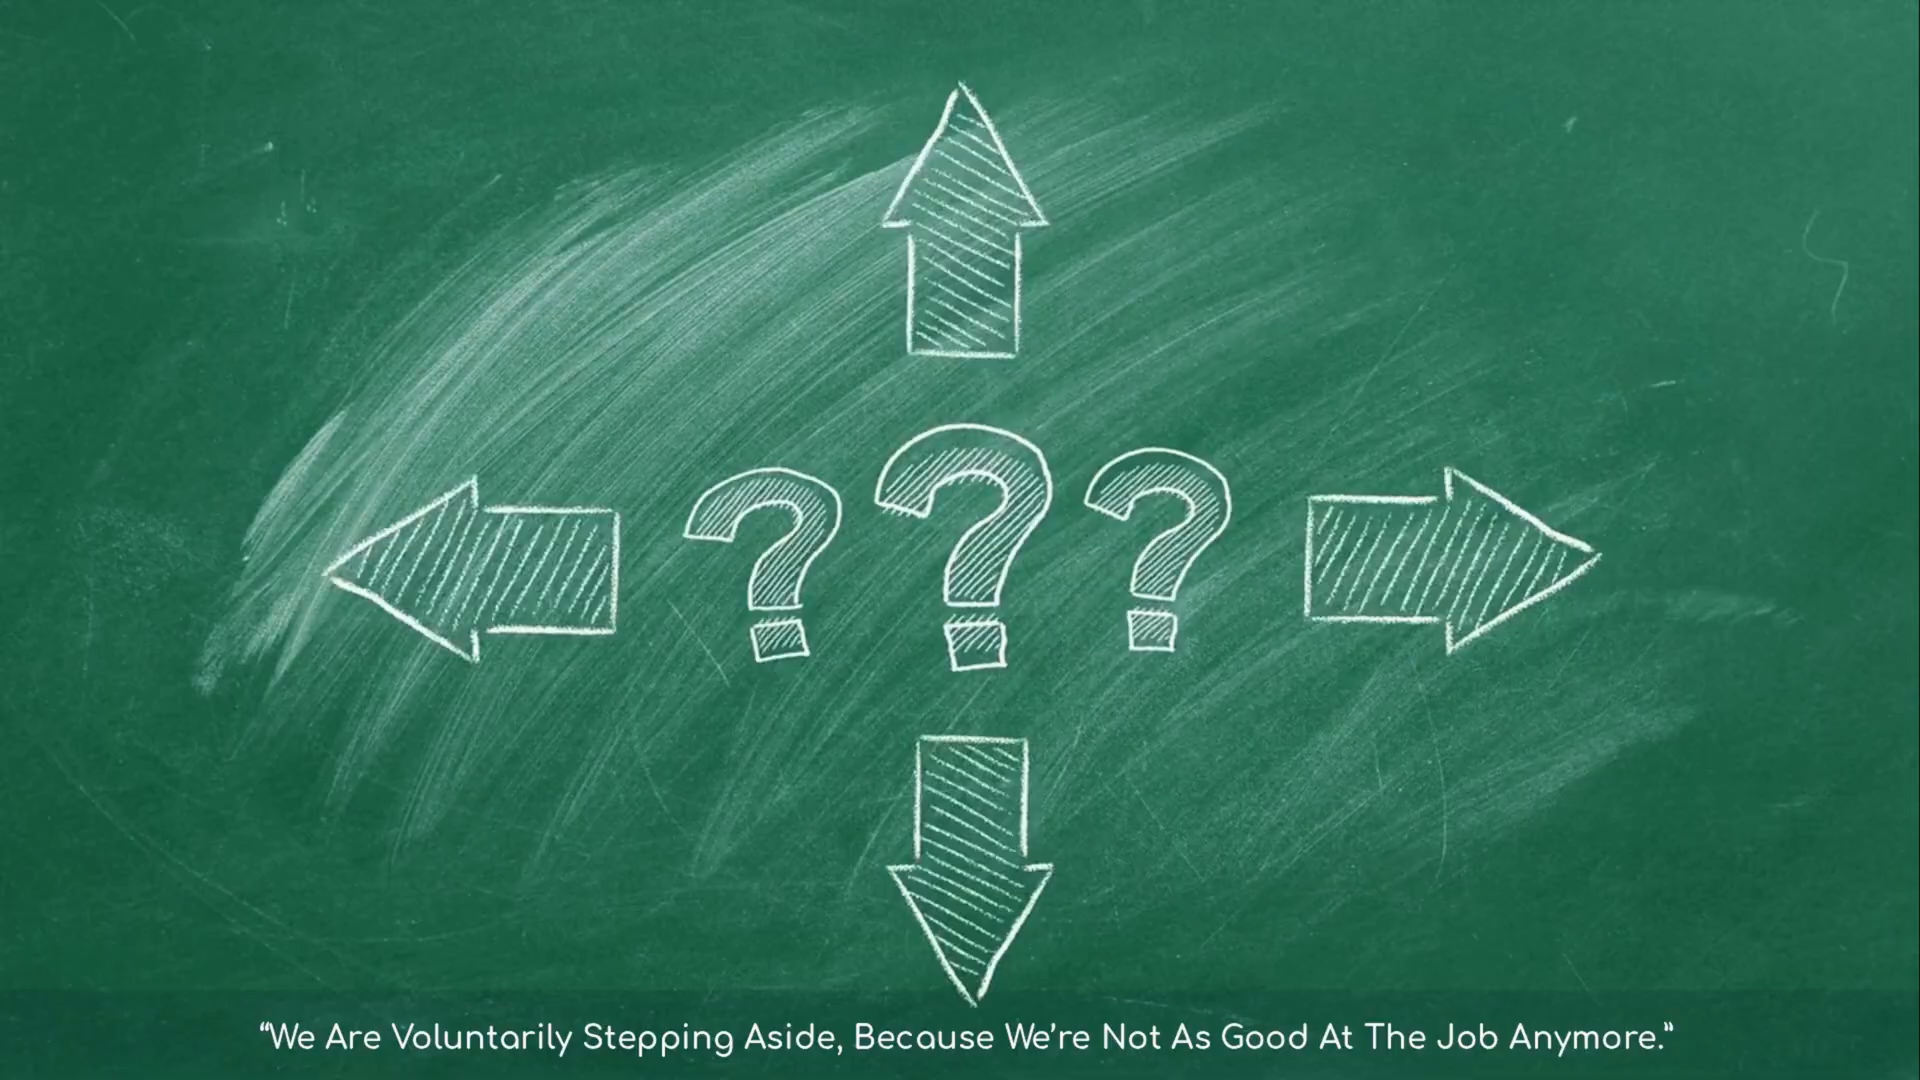 ???
“We Are Voluntarily Stepping Aside, Because We’re Not As Good At The Job Anymore.”